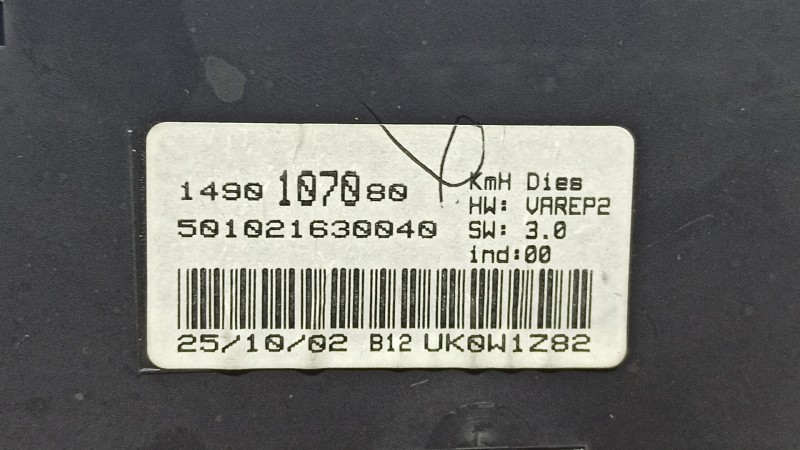 1490 1070 80
501021630040
KmH Dies
HW: VAREP2
SW: 3.0
ind:00
25/10/02 B12 UK0W1Z82